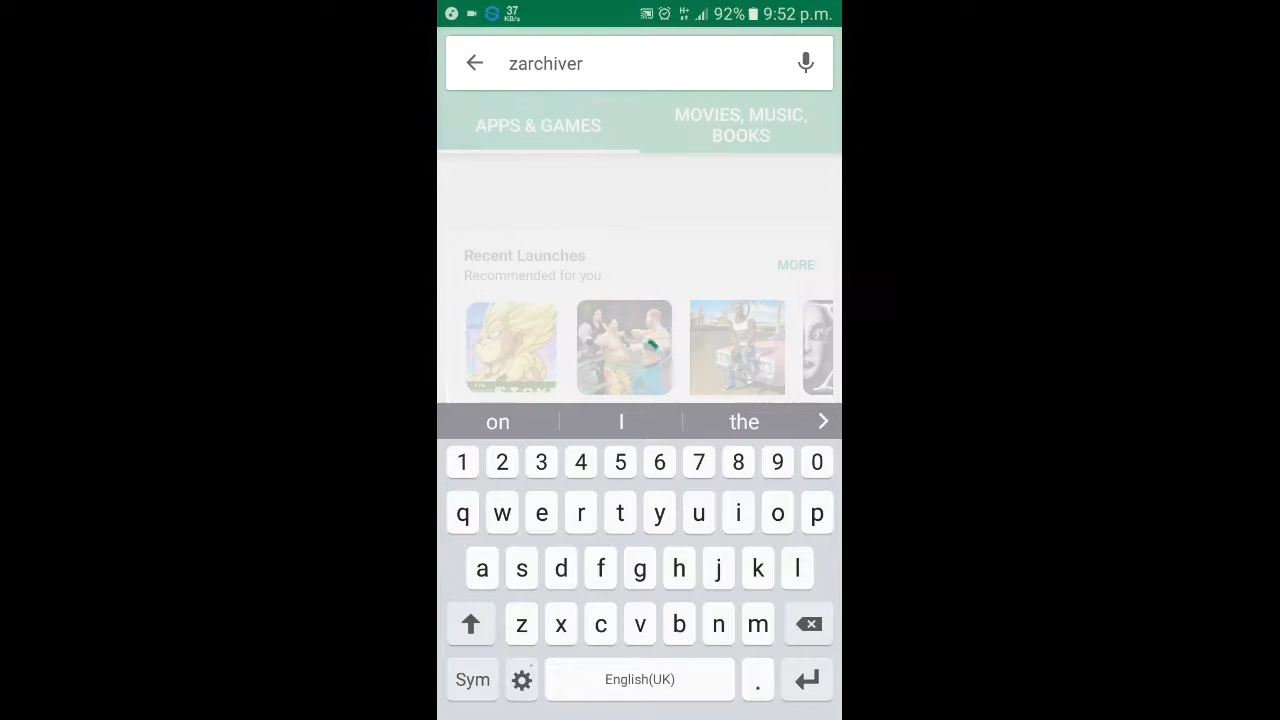 37
KB/s
H+
92%
9:52 p.m.
zarchiver
APPS & GAMES
MOVIES, MUSIC,
BOOKS
Recent Launches
Recommended for you
MORE
on I the
1 2 3 4 5 6 7 8 9 0
q w e r t y u i o p
a s d f g h j k l
z x c v b n m
Sym English(UK) .